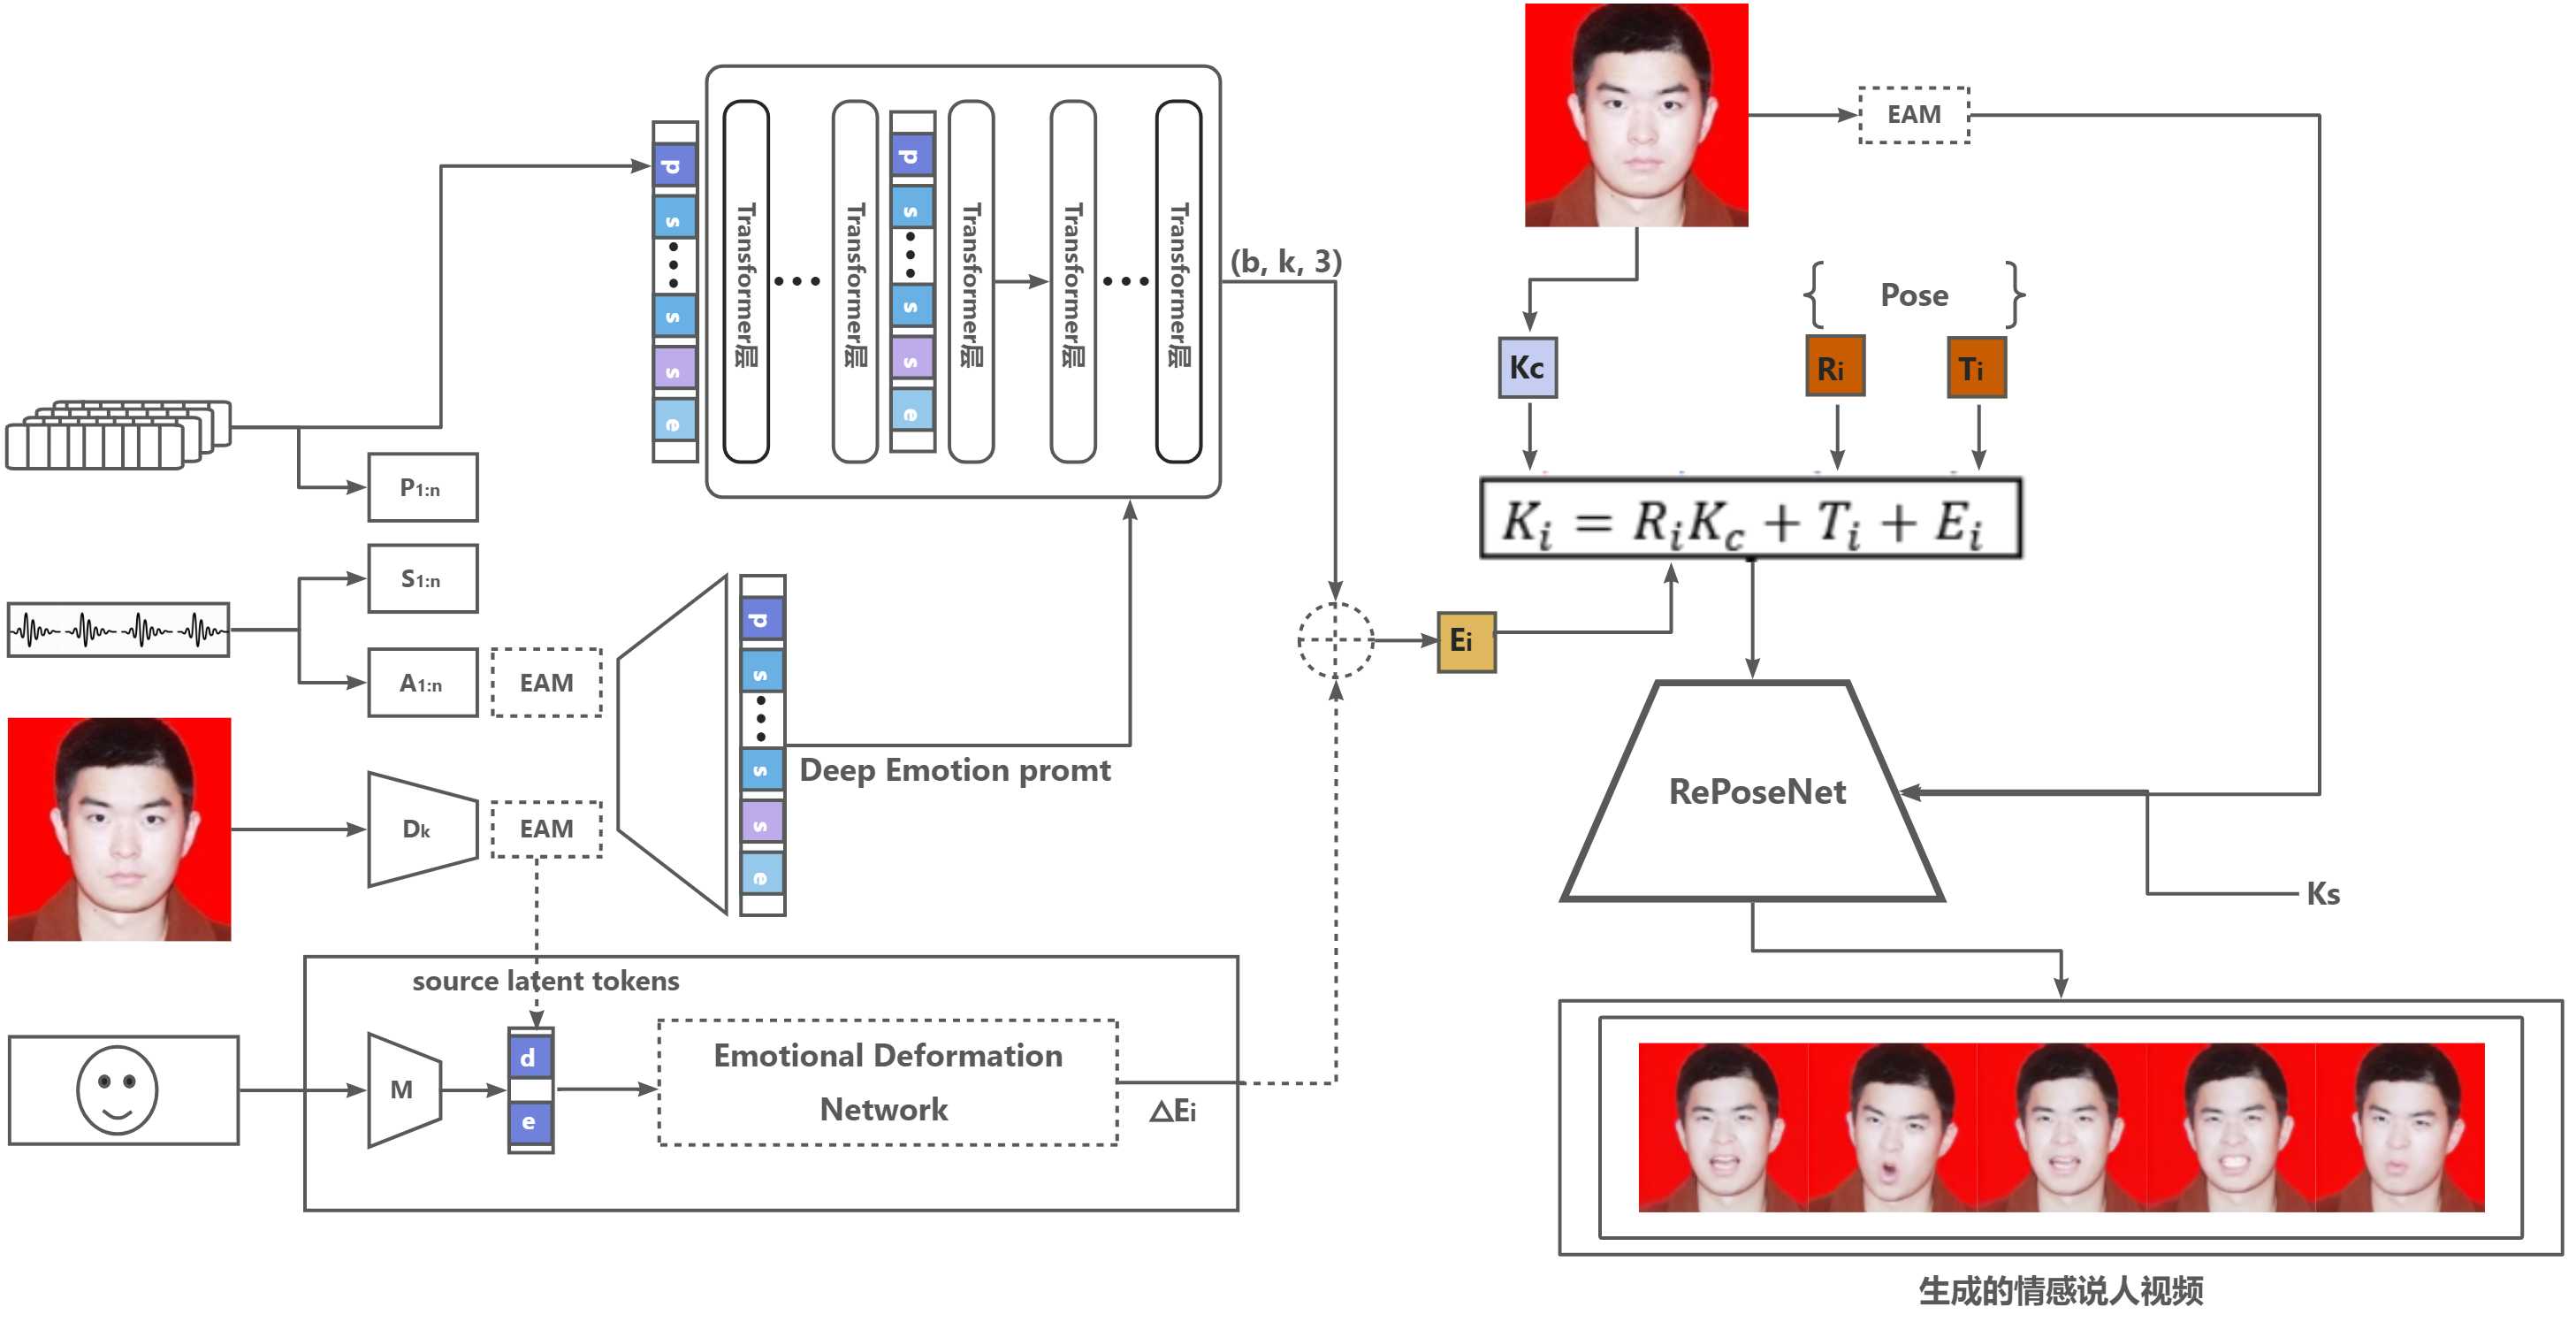 p
s
s
s
e
Transformer层
Transformer层
p
s
s
s
e
Transformer层
Transformer层
Transformer层
(b, k, 3)
P1:n
S1:n
A1:n
EAM
Dk
EAM
p
s
s
s
e
Deep Emotion promt
source latent tokens
M
d
e
Emotional Deformation
Network
△Ei
EAM
Pose
Kc
Ri
Ti
Ki = RiKc + Ti + Ei
Ei
RePoseNet
Ks
生成的情感说人视频